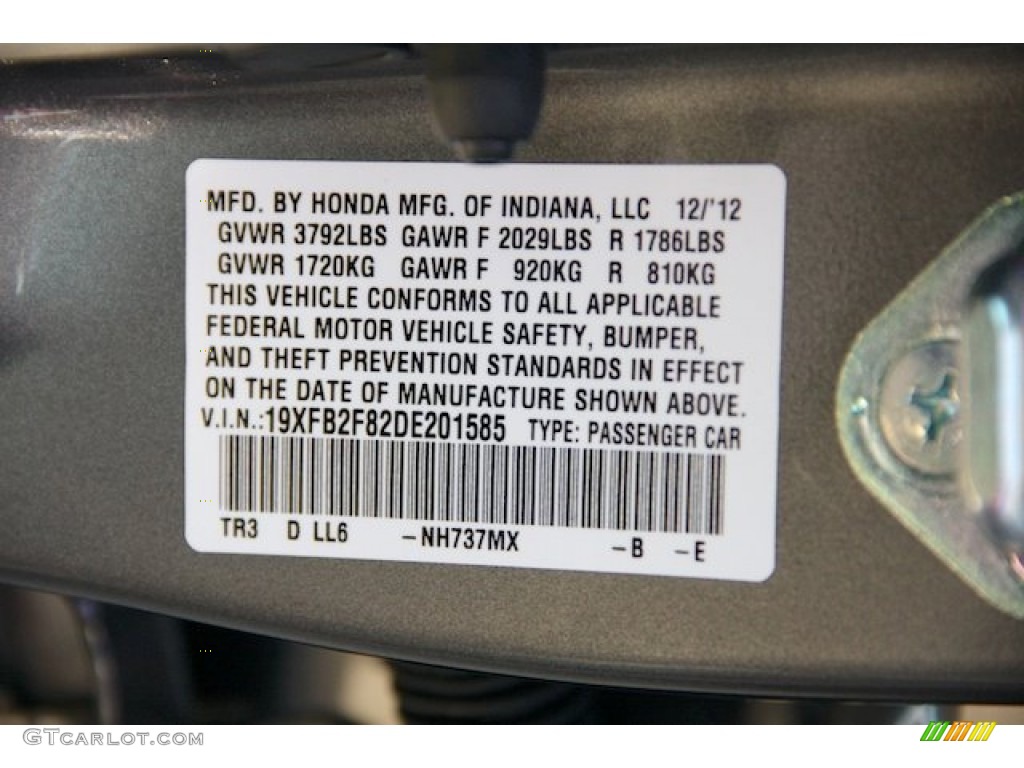 MFD. BY HONDA MFG. OF INDIANA, LLC 12/'12
GVWR 3792LBS GAWR F 2029LBS R 1786LBS
GVWR 1720KG GAWR F 920KG R 810KG
THIS VEHICLE CONFORMS TO ALL APPLICABLE
FEDERAL MOTOR VEHICLE SAFETY, BUMPER,
AND THEFT PREVENTION STANDARDS IN EFFECT
ON THE DATE OF MANUFACTURE SHOWN ABOVE.
V.I.N.:19XFB2F82DE201585 TYPE: PASSENGER CAR
TR3 D LL6 -NH737MX -B -E
GTCARLOT.COM